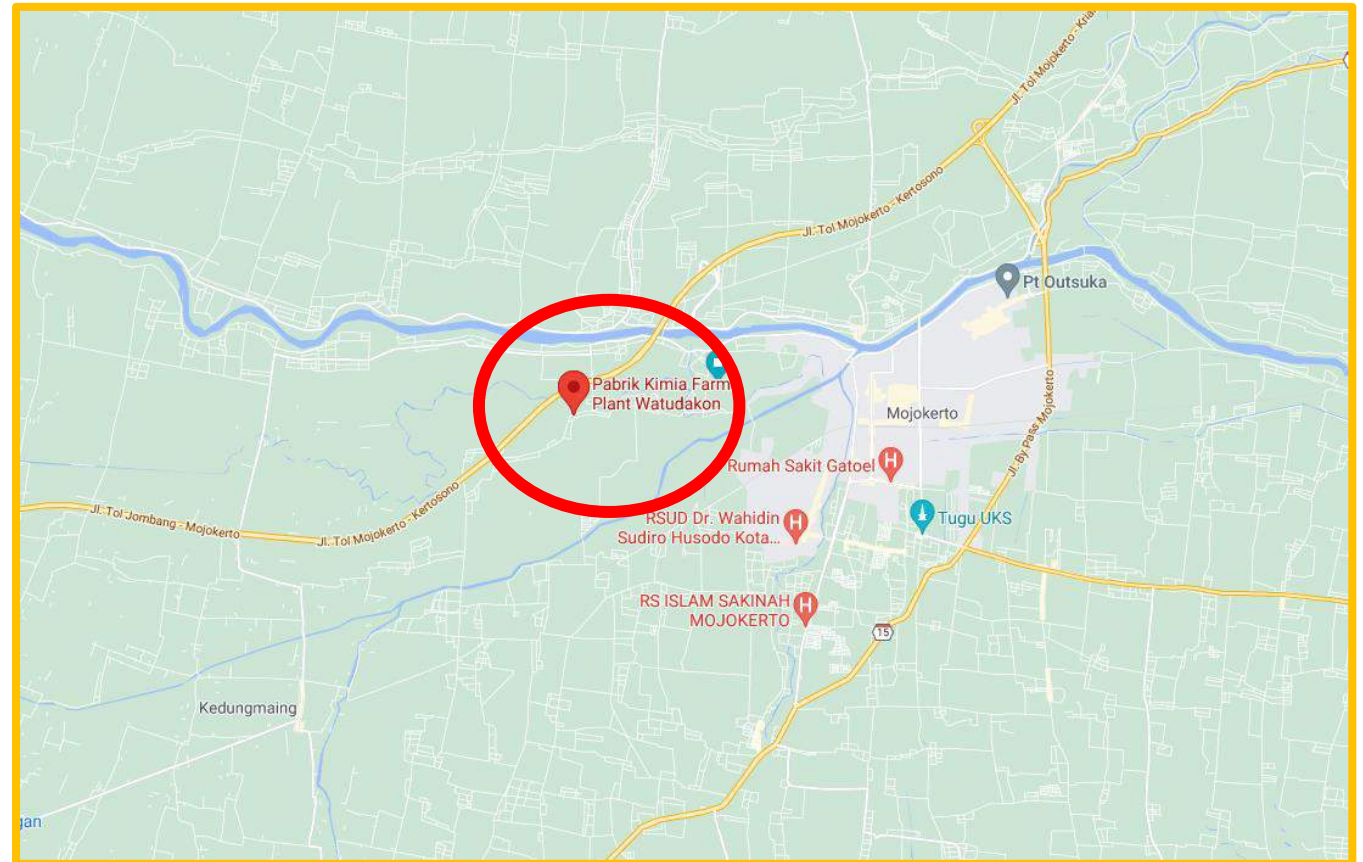 Jl. Tol Mojokerto - Kria
Jl. Tol Mojokerto - Kertosono
Pt Outsuka
Pabrik Kimia Farm
Plant Watudakon
Mojokerto
Jl. By Pass Mojokerto
Rumah Sakit Gatoel
H
RSUD Dr. Wahidin
Sudiro Husodo Kota...
H
Tugu UKS
Jl. Tol Jombang - Mojokerto
Jl. Tol Mojokerto - Kertosono
RS ISLAM SAKINAH
MOJOKERTO
H
15
Kedungmaing
gan